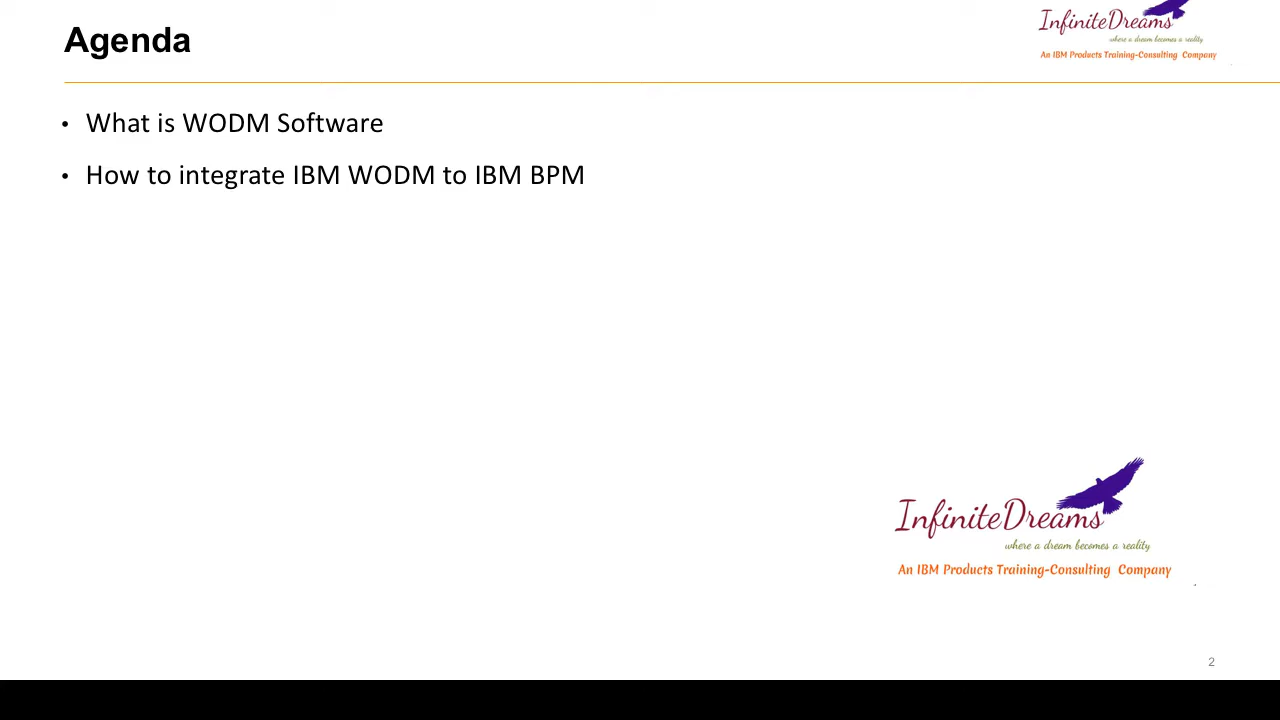 Agenda
InfiniteDreams
where a dream becomes a reality
An IBM Products Training-Consulting Company
• What is WODM Software
• How to integrate IBM WODM to IBM BPM
InfiniteDreams
where a dream becomes a reality
An IBM Products Training-Consulting Company
2